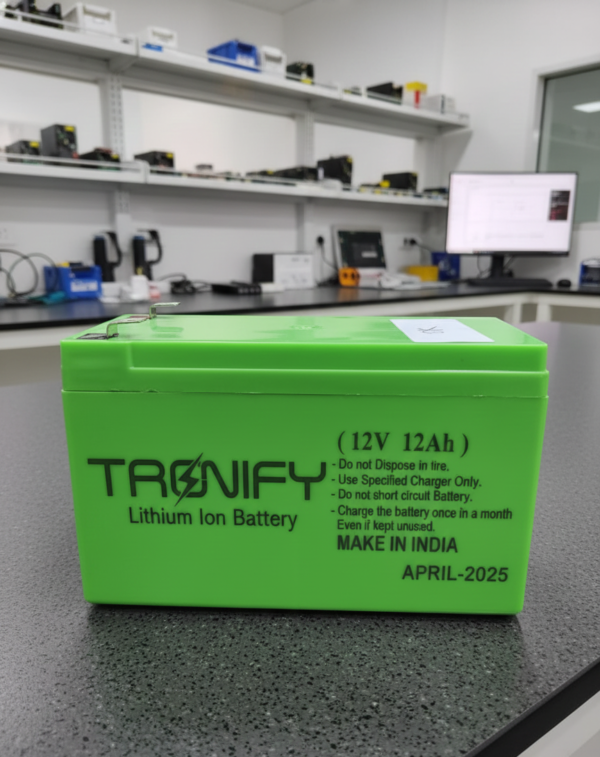 TRONIFY
Lithium Ion Battery
( 12V 12Ah )
- Do not Dispose in fire.
- Use Specified Charger Only.
- Do not short circuit Battery.
- Charge the battery once in a month
Even if kept unused.
MAKE IN INDIA
APRIL-2025